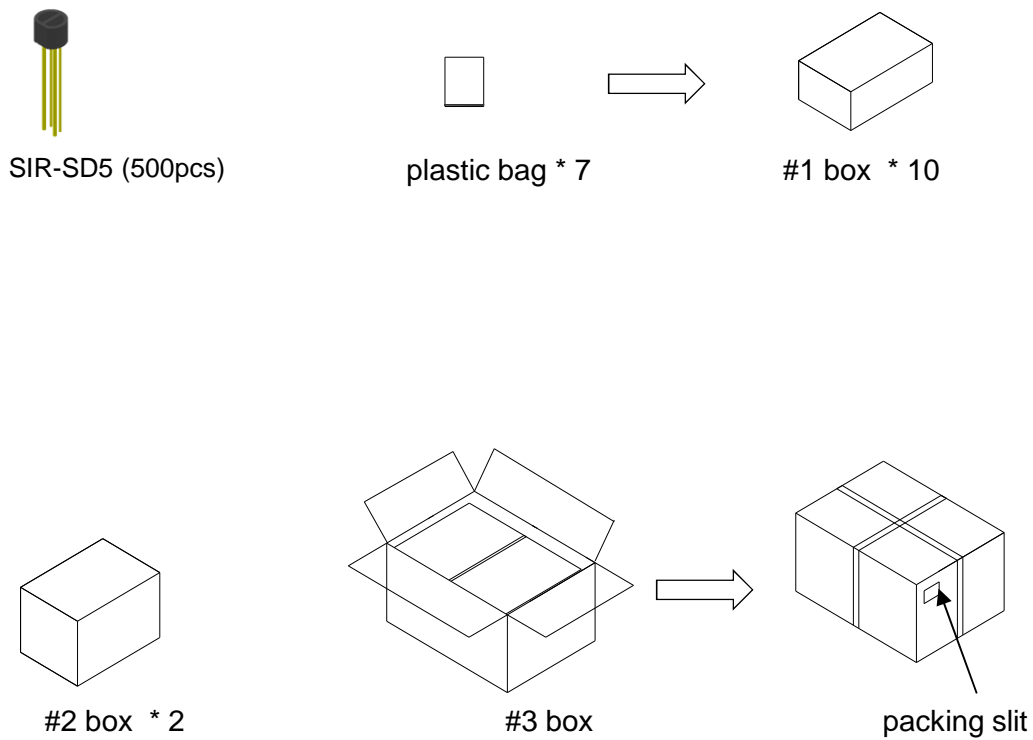 SIR-SD5 (500pcs)
plastic bag * 7
#1 box * 10
#2 box * 2
#3 box
packing slit